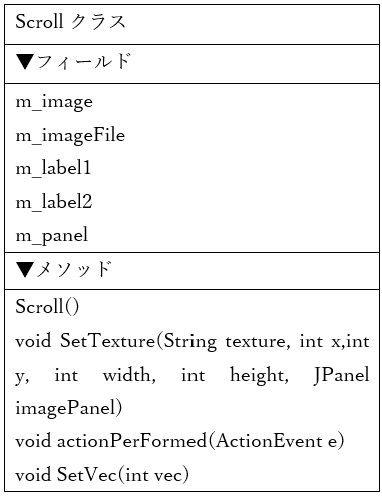 Scroll クラス
▼フィールド
m_image
m_imageFile
m_label1
m_label2
m_panel
▼メソッド
Scroll()
void SetTexture(String texture, int x,int
y, int width, int height, JPanel
imagePanel)
void actionPerFormed(ActionEvent e)
void SetVec(int vec)